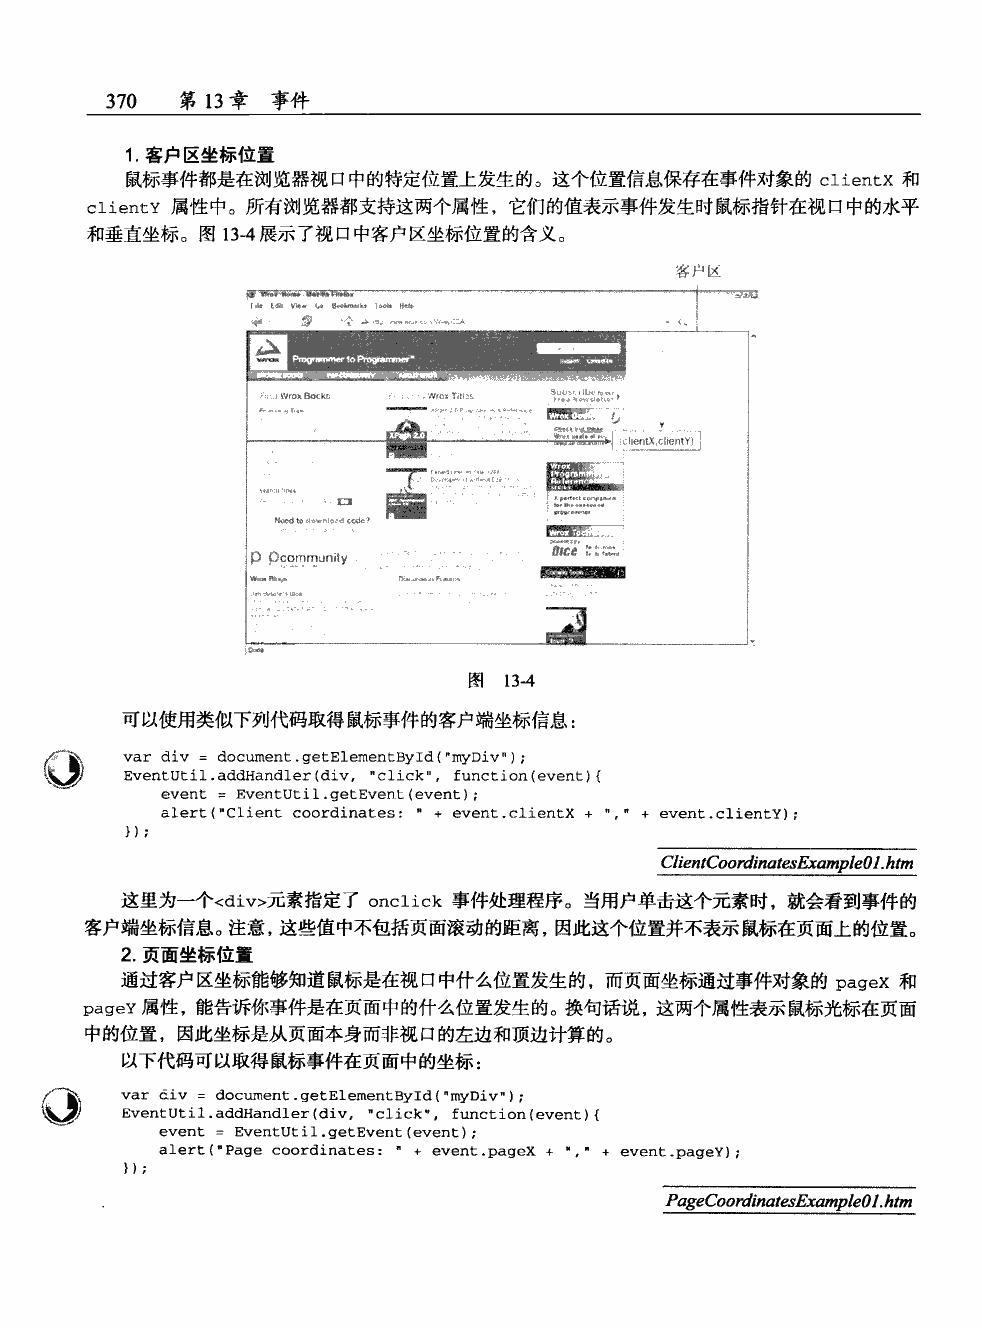 370 第 13 章 事件
1. 客户区坐标位置
鼠标事件都是在浏览器视口中的特定位置上发生的。这个位置信息保存在事件对象的 clientX 和
clientY 属性中。所有浏览器都支持这两个属性，它们的值表示事件发生时鼠标指针在视口中的水平
和垂直坐标。图 13-4 展示了视口中客户区坐标位置的含义。
客户区
Wrox Home - Mozilla Firefox
File Edit View Go Bookmarks Tools Help
WROX
Programmer to Programmer™
Wrox Books
Wrox Titles
(clientX,clientY)
XPath 2.0
Wrox
Programmer
Reference
A perfect companion
for the
programmer
Need to download code?
Wrox Tools
DICE
community
Wrox Blogs
Done
图 13-4
可以使用类似下列代码取得鼠标事件的客户端坐标信息：
var div = document.getElementById("myDiv");
EventUtil.addHandler(div, "click", function(event){
event = EventUtil.getEvent(event);
alert("Client coordinates: " + event.clientX + "," + event.clientY);
});
ClientCoordinatesExample01.htm
这里为一个<div>元素指定了 onclick 事件处理程序。当用户单击这个元素时，就会看到事件的
客户端坐标信息。注意，这些值中不包括页面滚动的距离，因此这个位置并不表示鼠标在页面上的位置。
2. 页面坐标位置
通过客户区坐标能够知道鼠标是在视口中什么位置发生的，而页面坐标通过事件对象的 pageX 和
pageY 属性，能告诉你事件是在页面中的什么位置发生的。换句话说，这两个属性表示鼠标光标在页面
中的位置，因此坐标是从页面本身而非视口的左边和顶边计算的。
以下代码可以取得鼠标事件在页面中的坐标：
var div = document.getElementById("myDiv");
EventUtil.addHandler(div, "click", function(event){
event = EventUtil.getEvent(event);
alert("Page coordinates: " + event.pageX + "," + event.pageY);
});
PageCoordinatesExample01.htm